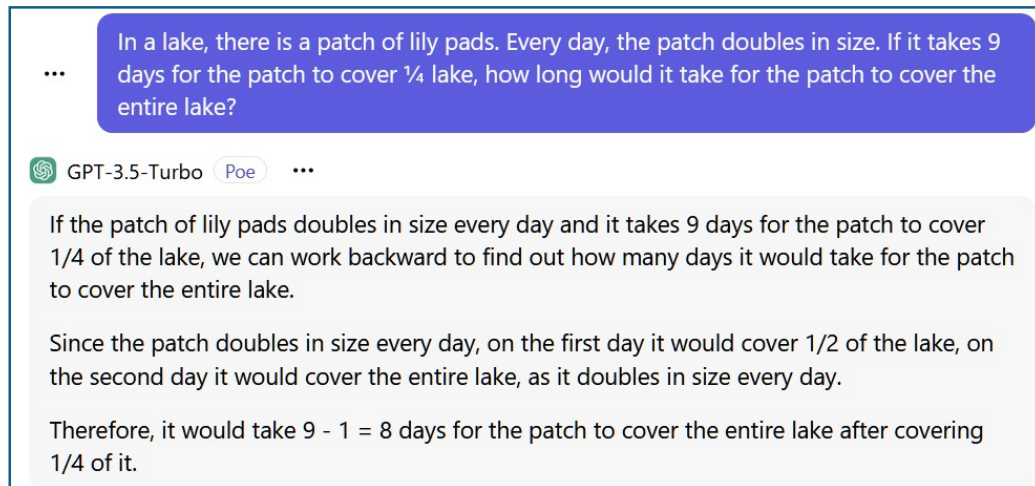 In a lake, there is a patch of lily pads. Every day, the patch doubles in size. If it takes 9
days for the patch to cover ¼ lake, how long would it take for the patch to cover the
entire lake?
GPT-3.5-Turbo Poe
If the patch of lily pads doubles in size every day and it takes 9 days for the patch to cover
1/4 of the lake, we can work backward to find out how many days it would take for the patch
to cover the entire lake.
Since the patch doubles in size every day, on the first day it would cover 1/2 of the lake, on
the second day it would cover the entire lake, as it doubles in size every day.
Therefore, it would take 9 - 1 = 8 days for the patch to cover the entire lake after covering
1/4 of it.